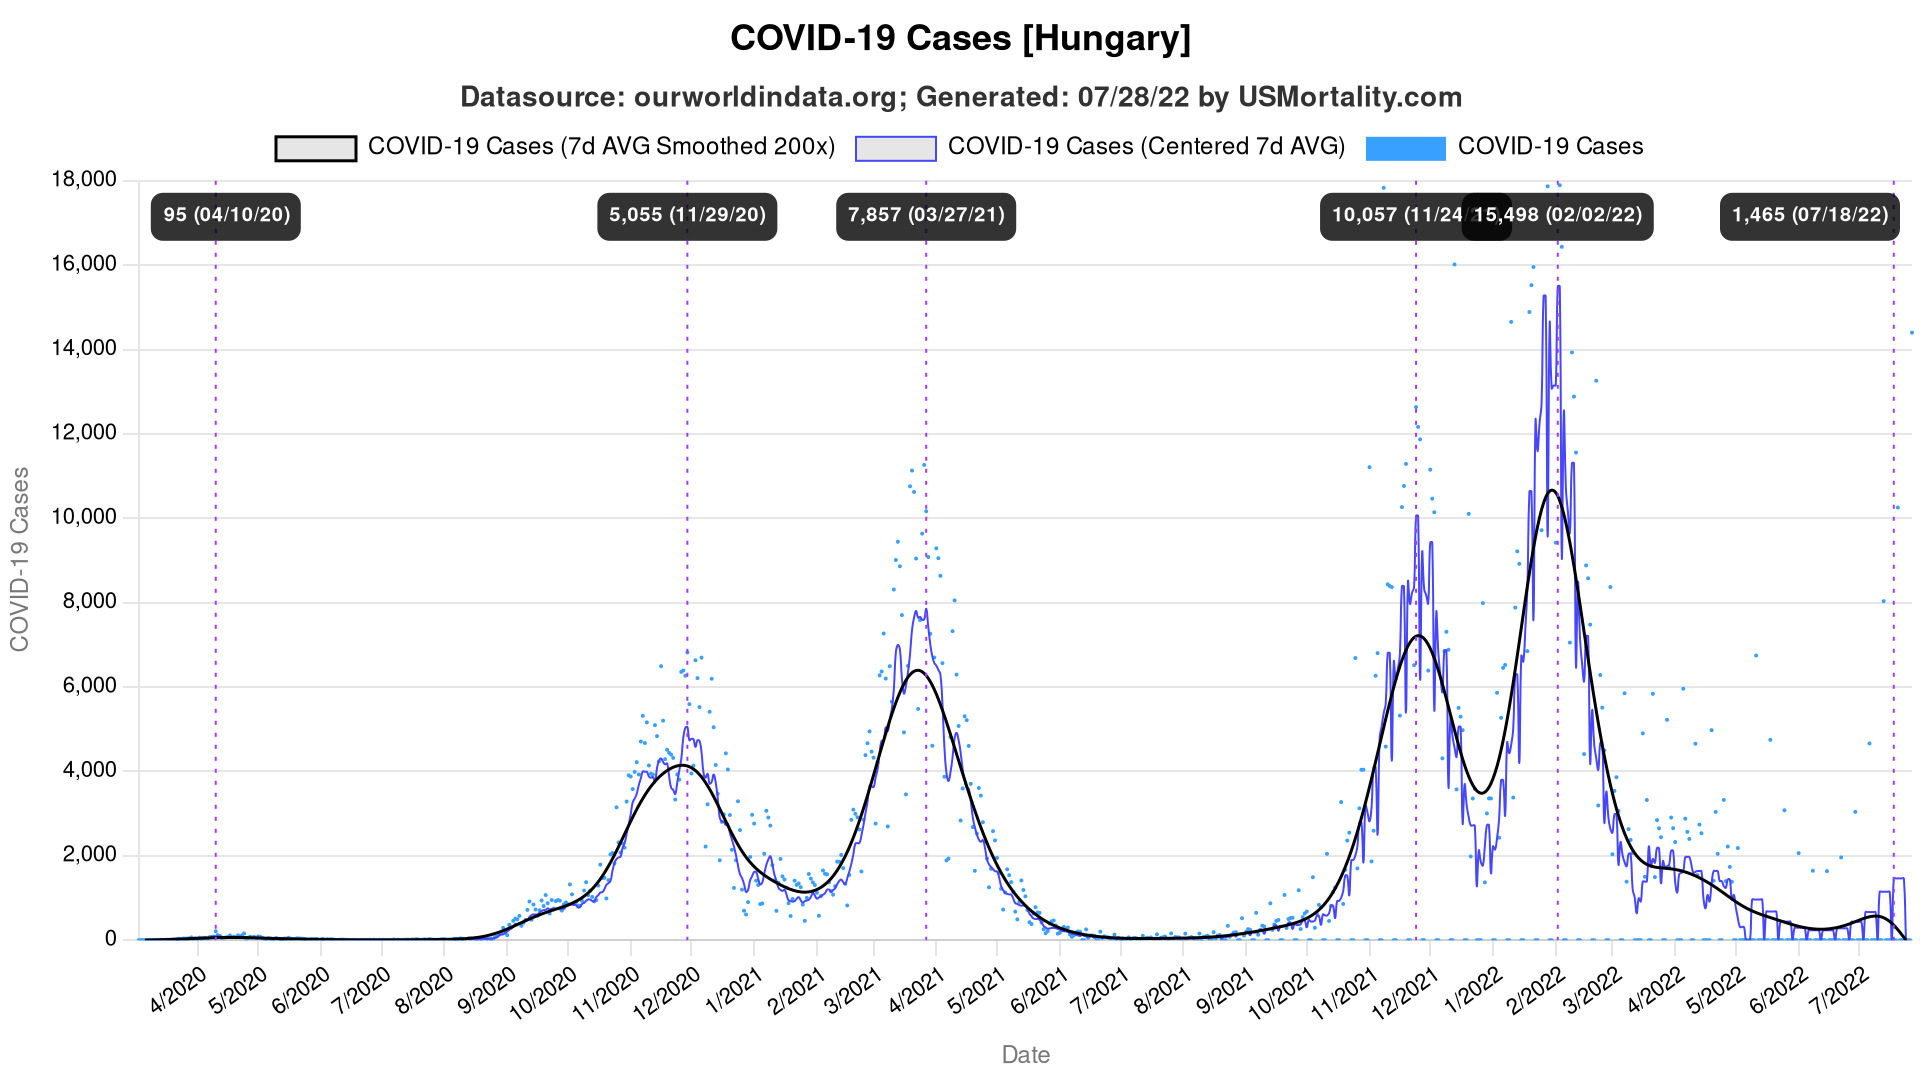 COVID-19 Cases [Hungary]
Datasource: ourworldindata.org; Generated: 07/28/22 by USMortality.com
COVID-19 Cases (7d AVG Smoothed 200x) COVID-19 Cases (Centered 7d AVG) COVID-19 Cases
18,000
95 (04/10/20) 5,055 (11/29/20) 7,857 (03/27/21) 10,057 (11/24/ 15,498 (02/02/22) 1,465 (07/18/22)
16,000
14,000
12,000
10,000
8,000
6,000
4,000
2,000
0
COVID-19 Cases
4/2020 5/2020 6/2020 7/2020 8/2020 9/2020 10/2020 11/2020 12/2020 1/2021 2/2021 3/2021 4/2021 5/2021 6/2021 7/2021 8/2021 9/2021 10/2021 11/2021 12/2021 1/2022 2/2022 3/2022 4/2022 5/2022 6/2022 7/2022
Date